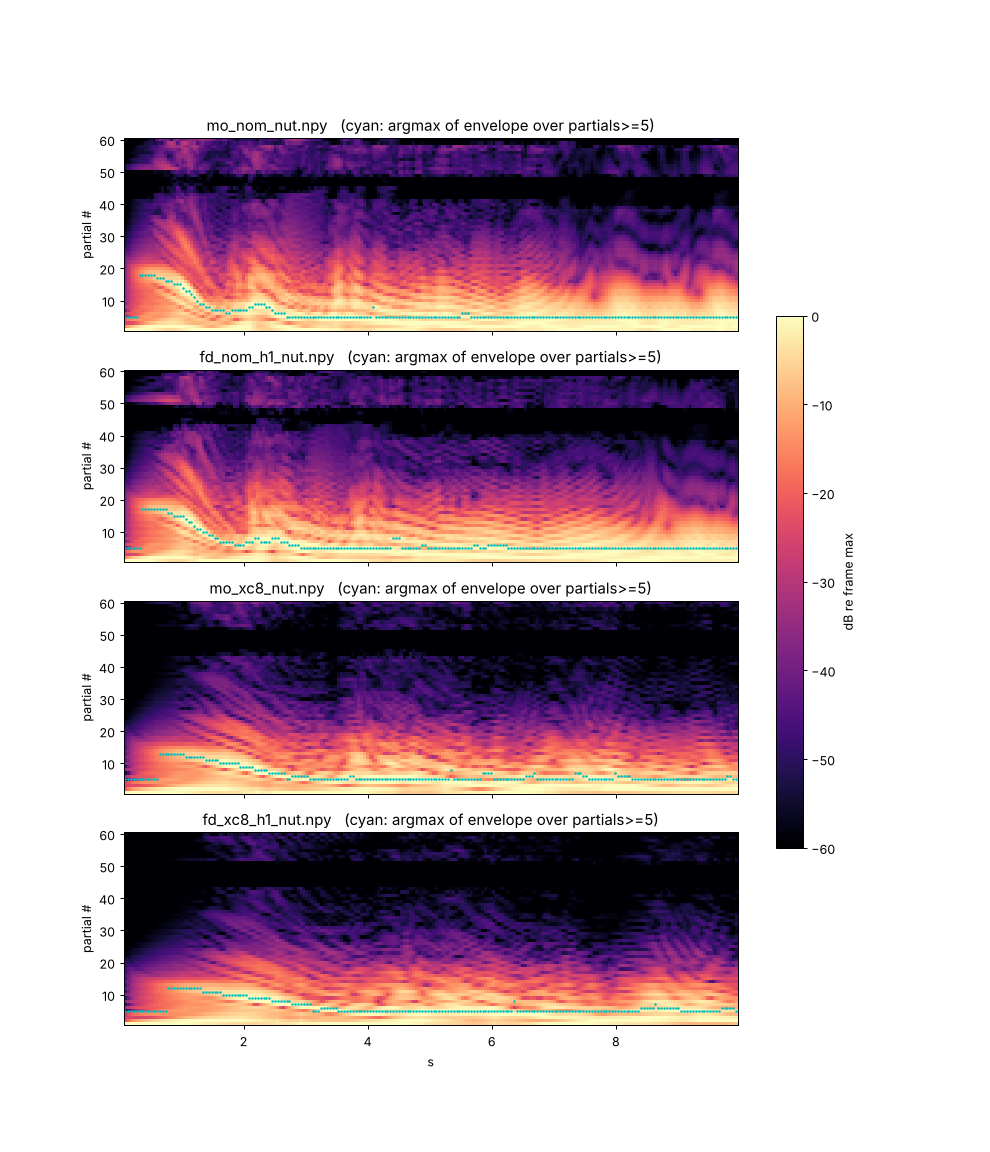 mo_nom_nut.npy (cyan: argmax of envelope over partials>=5)
60
50
40
30
20
10
partial #
fd_nom_h1_nut.npy (cyan: argmax of envelope over partials>=5)
60
50
40
30
20
10
partial #
mo_xc8_nut.npy (cyan: argmax of envelope over partials>=5)
60
50
40
30
20
10
partial #
fd_xc8_h1_nut.npy (cyan: argmax of envelope over partials>=5)
60
50
40
30
20
10
partial #
2 4 6 8
s
0
−10
−20
−30
−40
−50
−60
dB re frame max